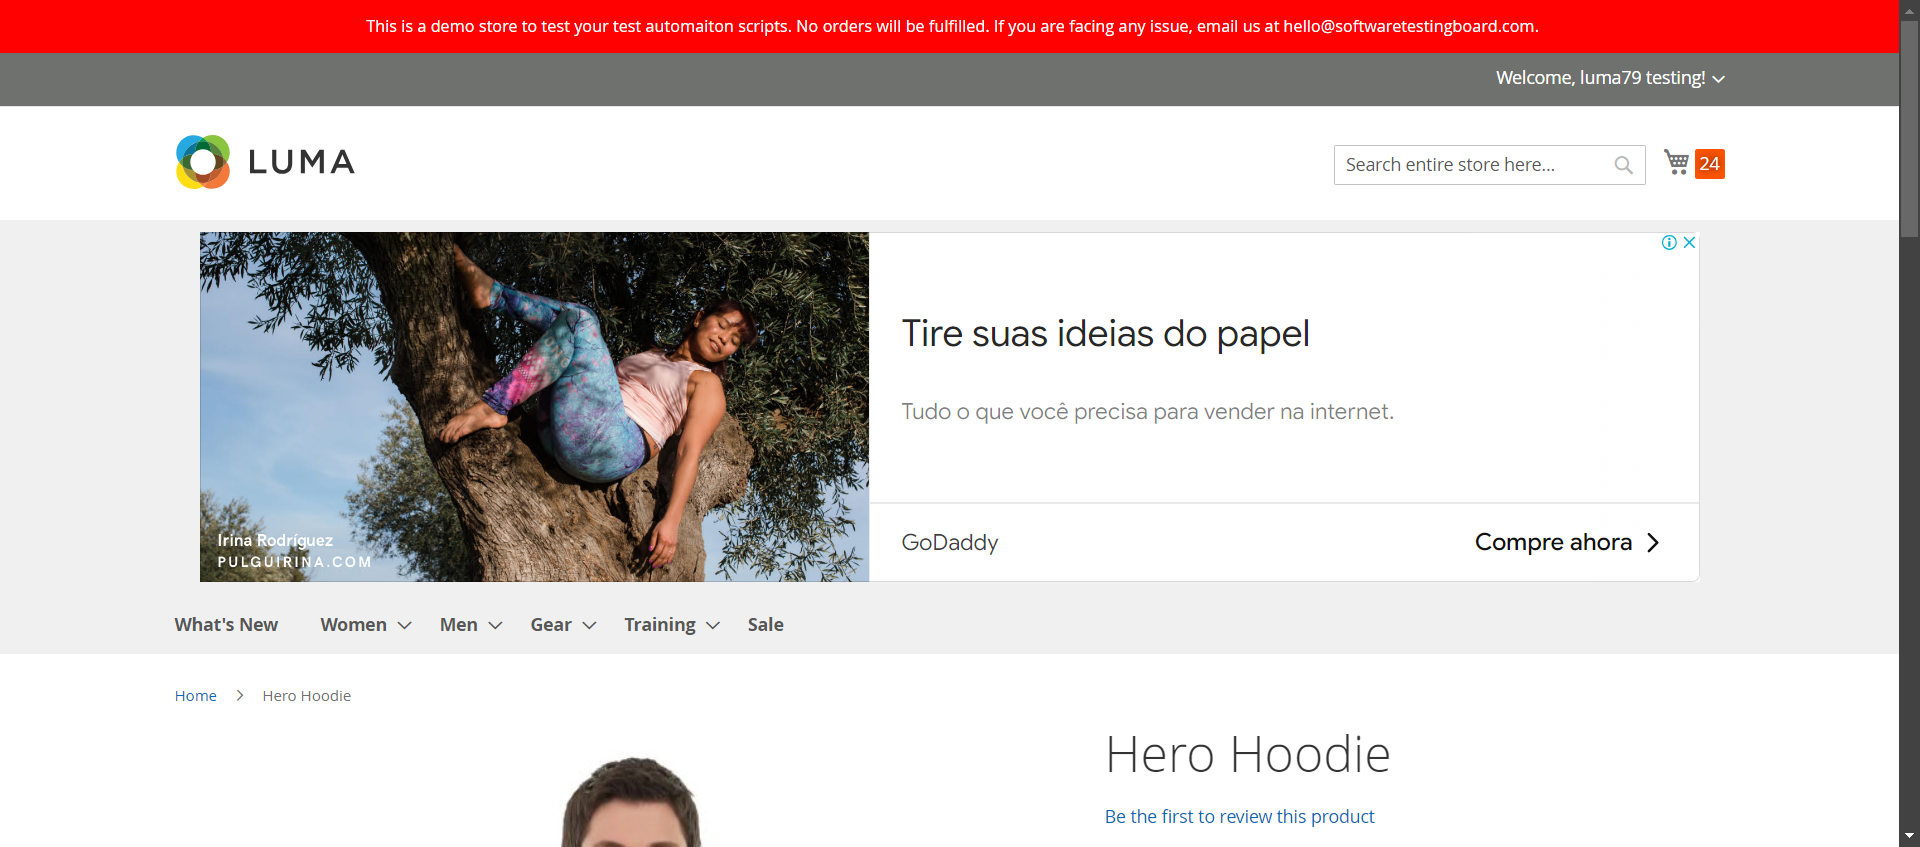 This is a demo store to test your test automaiton scripts. No orders will be fulfilled. If you are facing any issue, email us at hello@softwaretestingboard.com.
Welcome, luma79 testing!
LUMA
Search entire store here...
24
Tire suas ideias do papel
Tudo o que você precisa para vender na internet.
Irina Rodríguez
PULGUIRINA.COM
GoDaddy
Compre ahora
What's New Women Men Gear Training Sale
Home Hero Hoodie
Hero Hoodie
Be the first to review this product